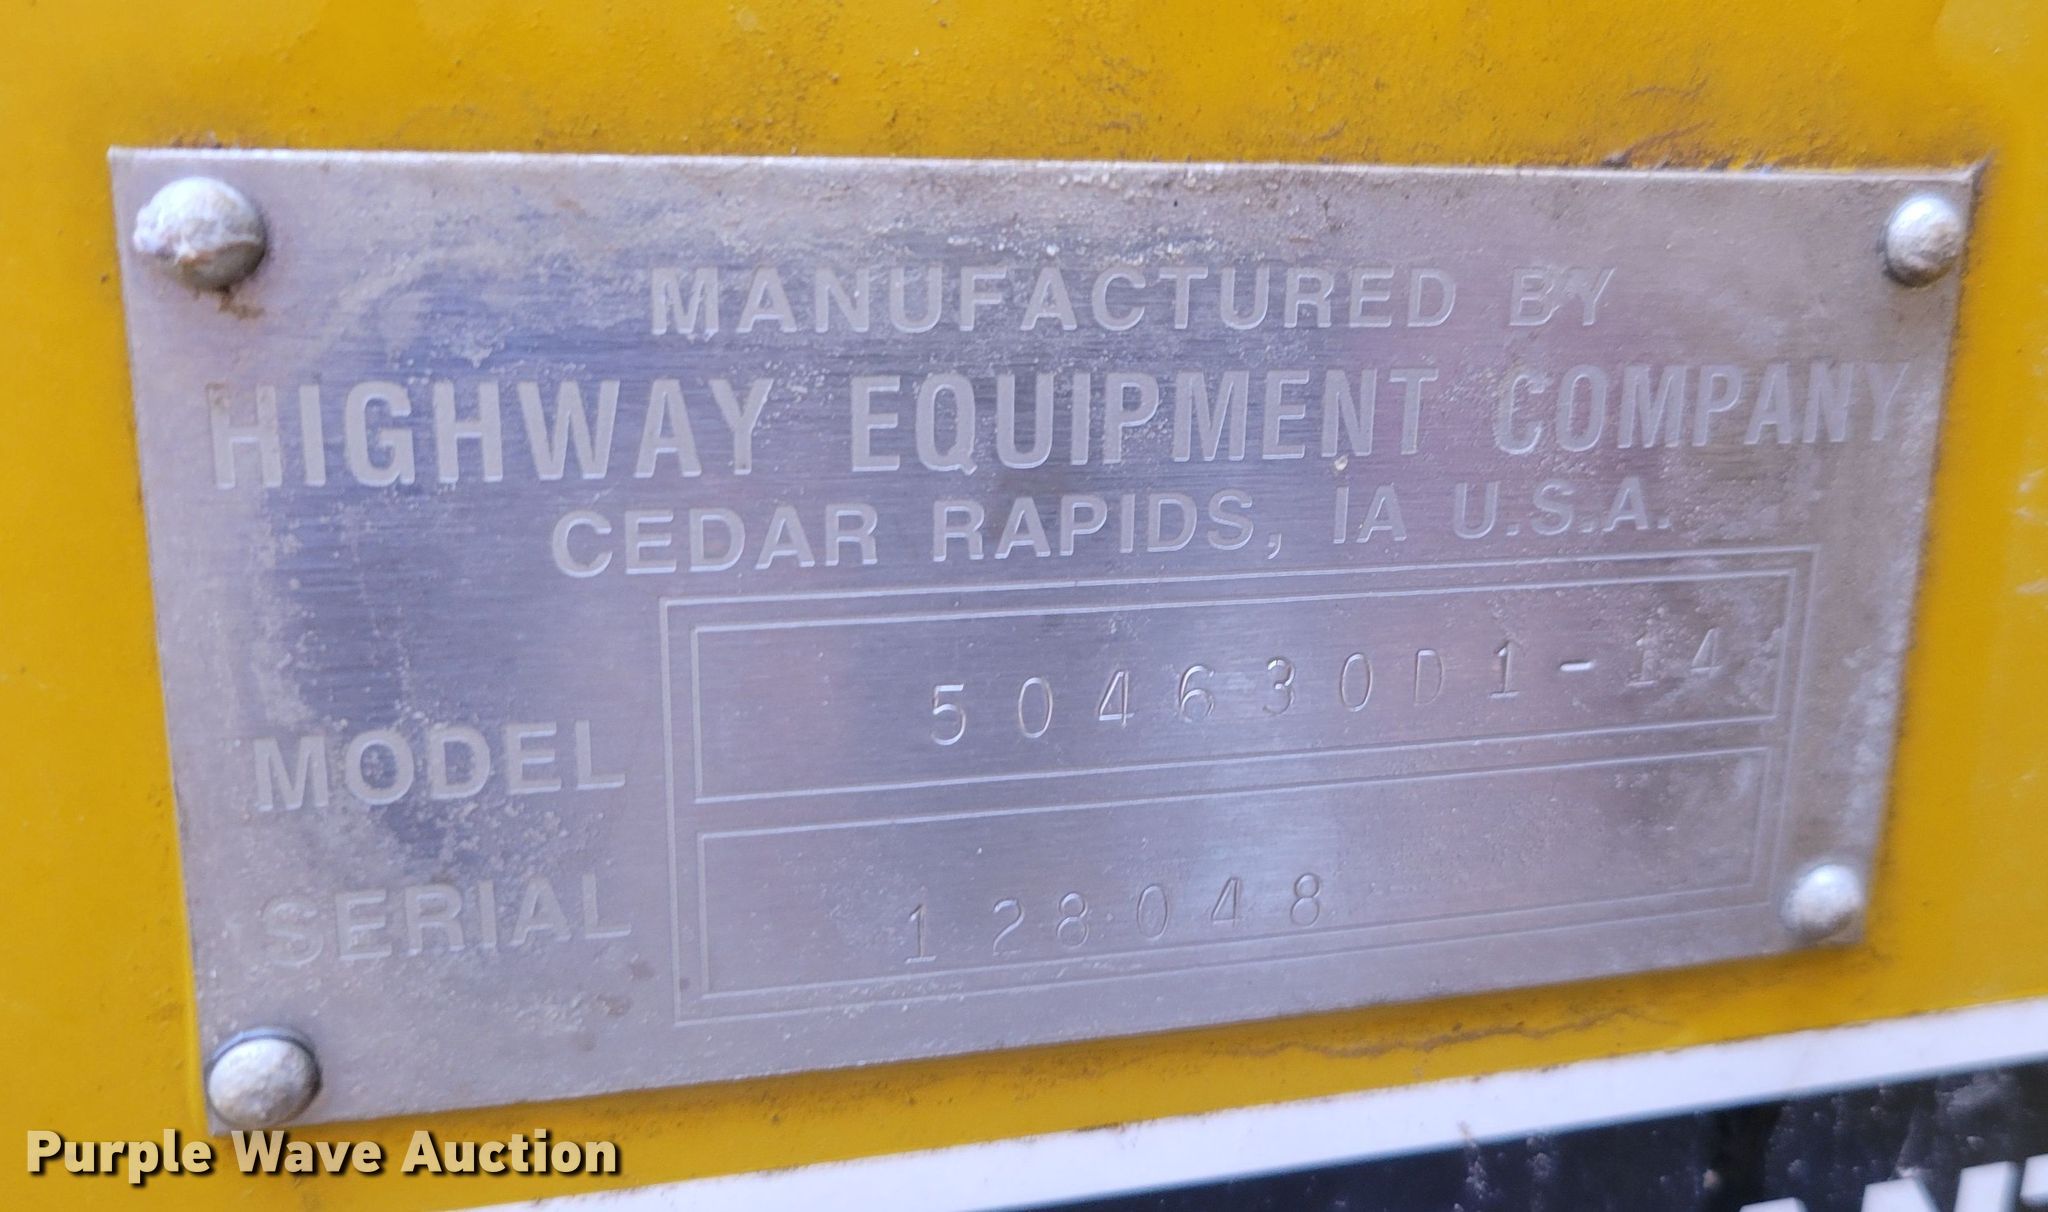 MANUFACTURED BY
HIGHWAY EQUIPMENT COMPANY
CEDAR RAPIDS, IA U.S.A.
MODEL 504630D1-14
SERIAL 128048
Purple Wave Auction